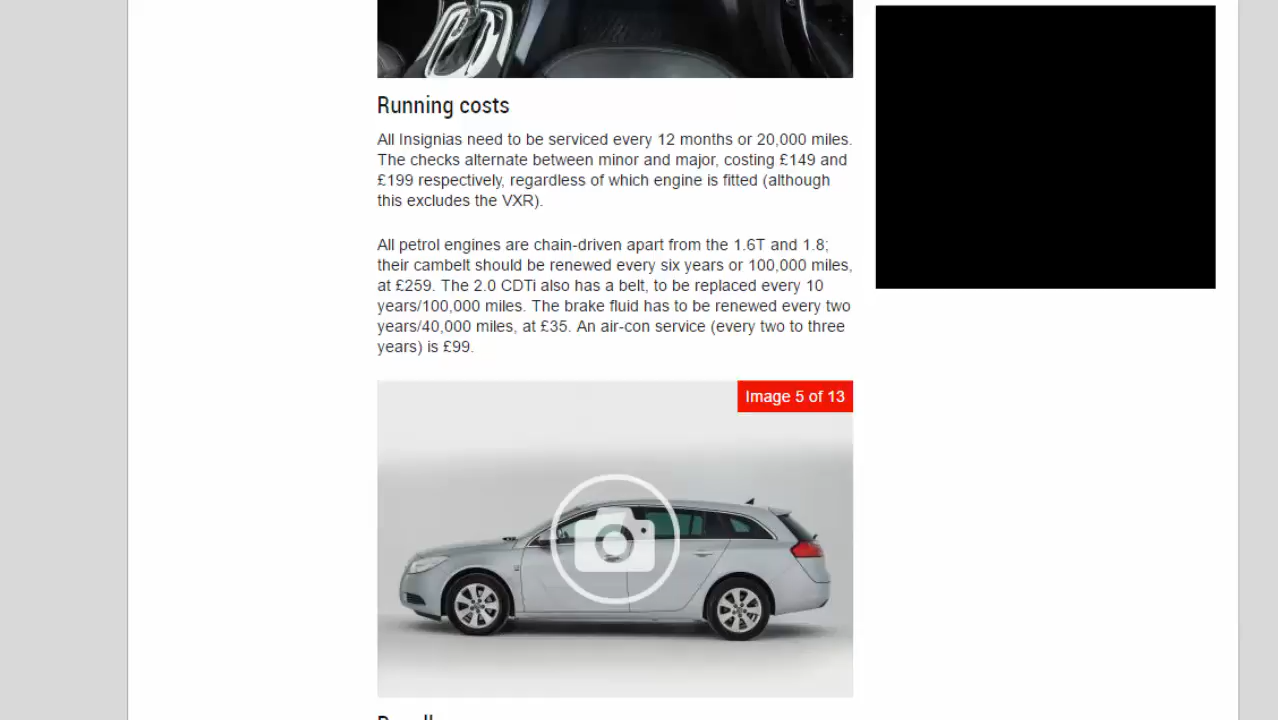 Running costs
All Insignias need to be serviced every 12 months or 20,000 miles.
The checks alternate between minor and major, costing £149 and
£199 respectively, regardless of which engine is fitted (although
this excludes the VXR).
All petrol engines are chain-driven apart from the 1.6T and 1.8;
their cambelt should be renewed every six years or 100,000 miles,
at £259. The 2.0 CDTi also has a belt, to be replaced every 10
years/100,000 miles. The brake fluid has to be renewed every two
years/40,000 miles, at £35. An air-con service (every two to three
years) is £99.
Image 5 of 13